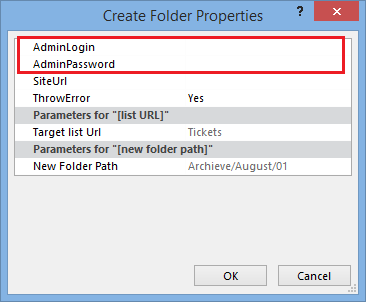 Create Folder Properties
?
AdminLogin
AdminPassword
SiteUrl
ThrowError Yes
Parameters for "[list URL]"
Target list Url Tickets
Parameters for "[new folder path]"
New Folder Path Archieve/August/01
OK Cancel